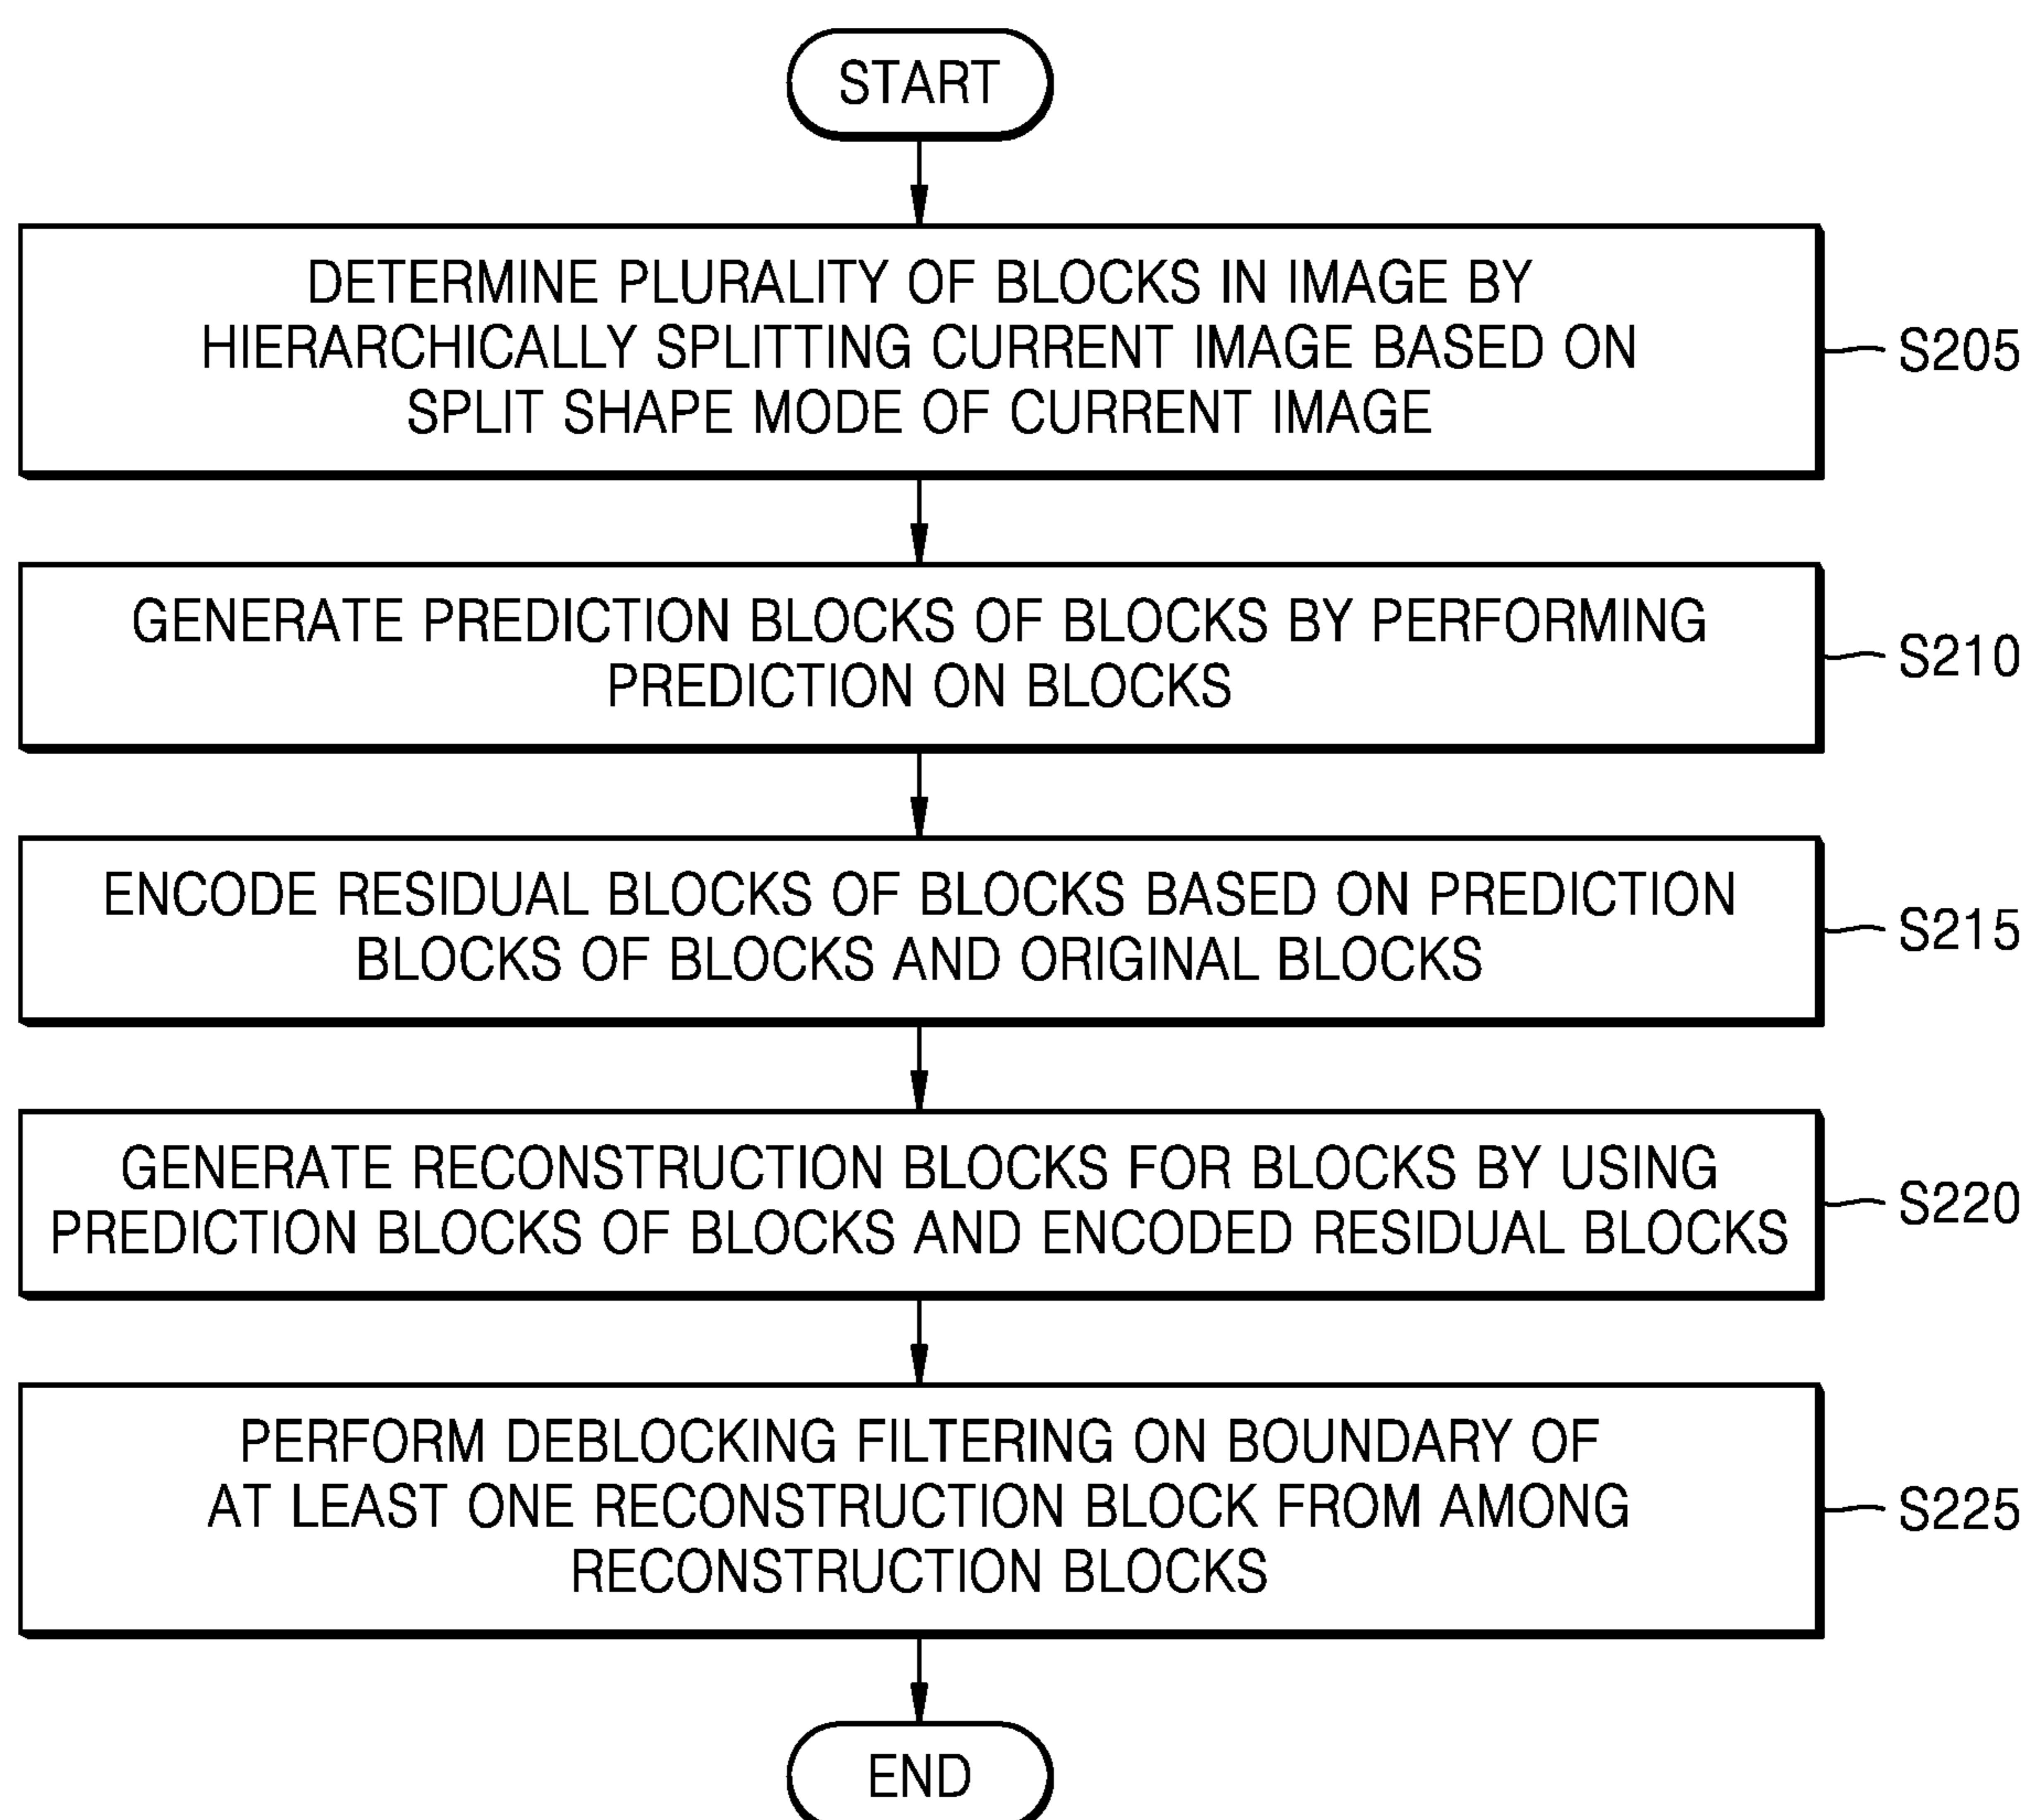 START
DETERMINE PLURALITY OF BLOCKS IN IMAGE BY
HIERARCHICALLY SPLITTING CURRENT IMAGE BASED ON
SPLIT SHAPE MODE OF CURRENT IMAGE
S205
GENERATE PREDICTION BLOCKS OF BLOCKS BY PERFORMING
PREDICTION ON BLOCKS
S210
ENCODE RESIDUAL BLOCKS OF BLOCKS BASED ON PREDICTION
BLOCKS OF BLOCKS AND ORIGINAL BLOCKS
S215
GENERATE RECONSTRUCTION BLOCKS FOR BLOCKS BY USING
PREDICTION BLOCKS OF BLOCKS AND ENCODED RESIDUAL BLOCKS
S220
PERFORM DEBLOCKING FILTERING ON BOUNDARY OF
AT LEAST ONE RECONSTRUCTION BLOCK FROM AMONG
RECONSTRUCTION BLOCKS
S225
END